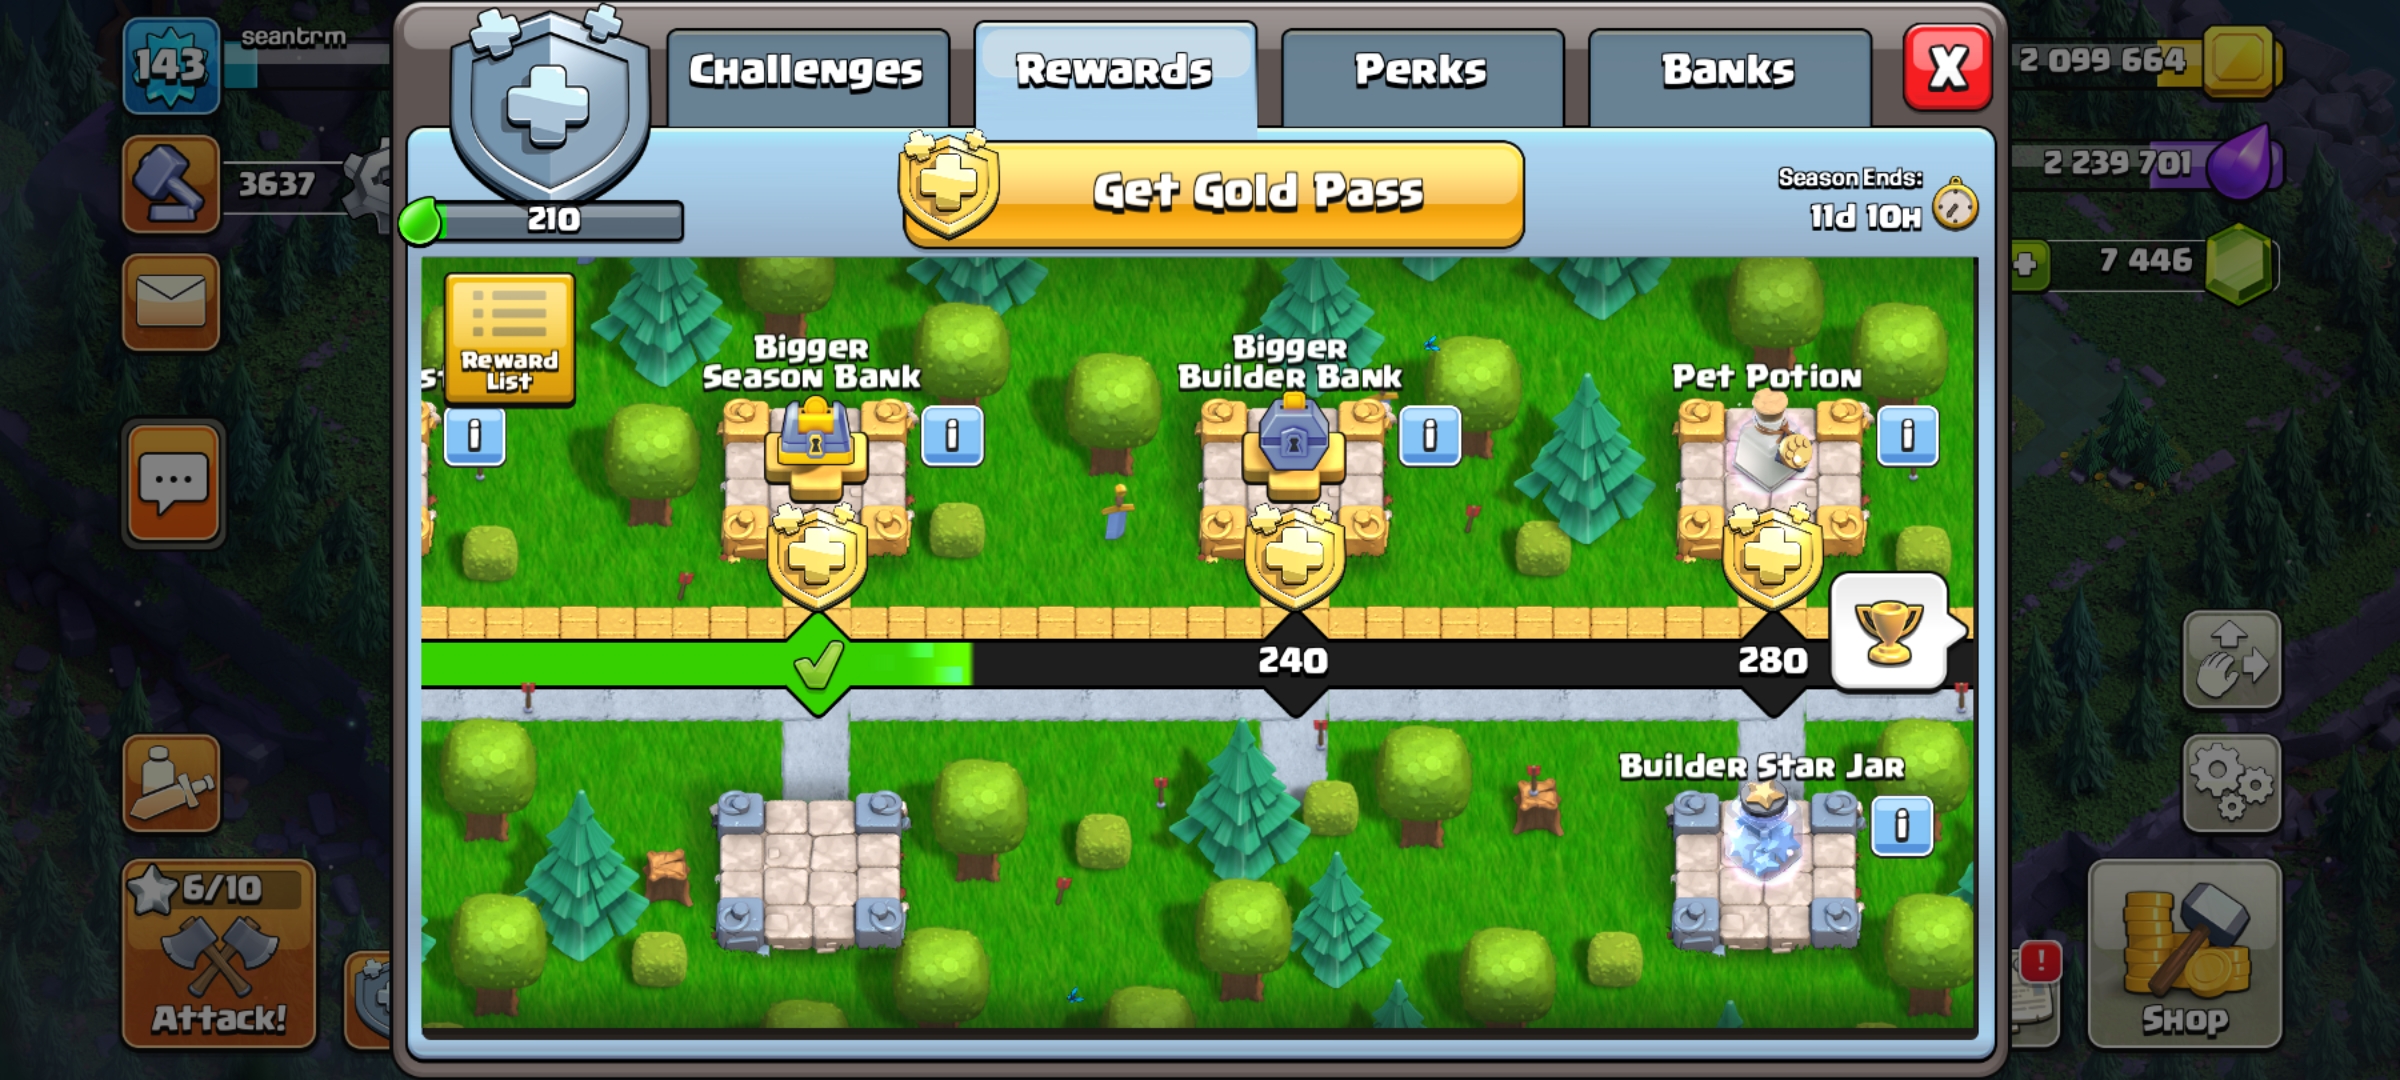 143
seantrm
3637
Challenges
Rewards
Perks
Banks
X
2 099 664
2 239 701
7 446
210
Get Gold Pass
Season Ends:
11d 10h
Reward
List
Bigger
Season Bank
Bigger
Builder Bank
Pet Potion
240
280
Builder Star Jar
6/10
Attack!
Shop